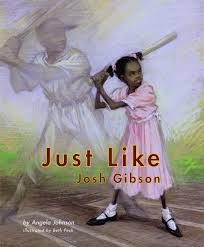 Just Like
Josh Gibson
by Angela Johnson
illustrated by Beth Peck